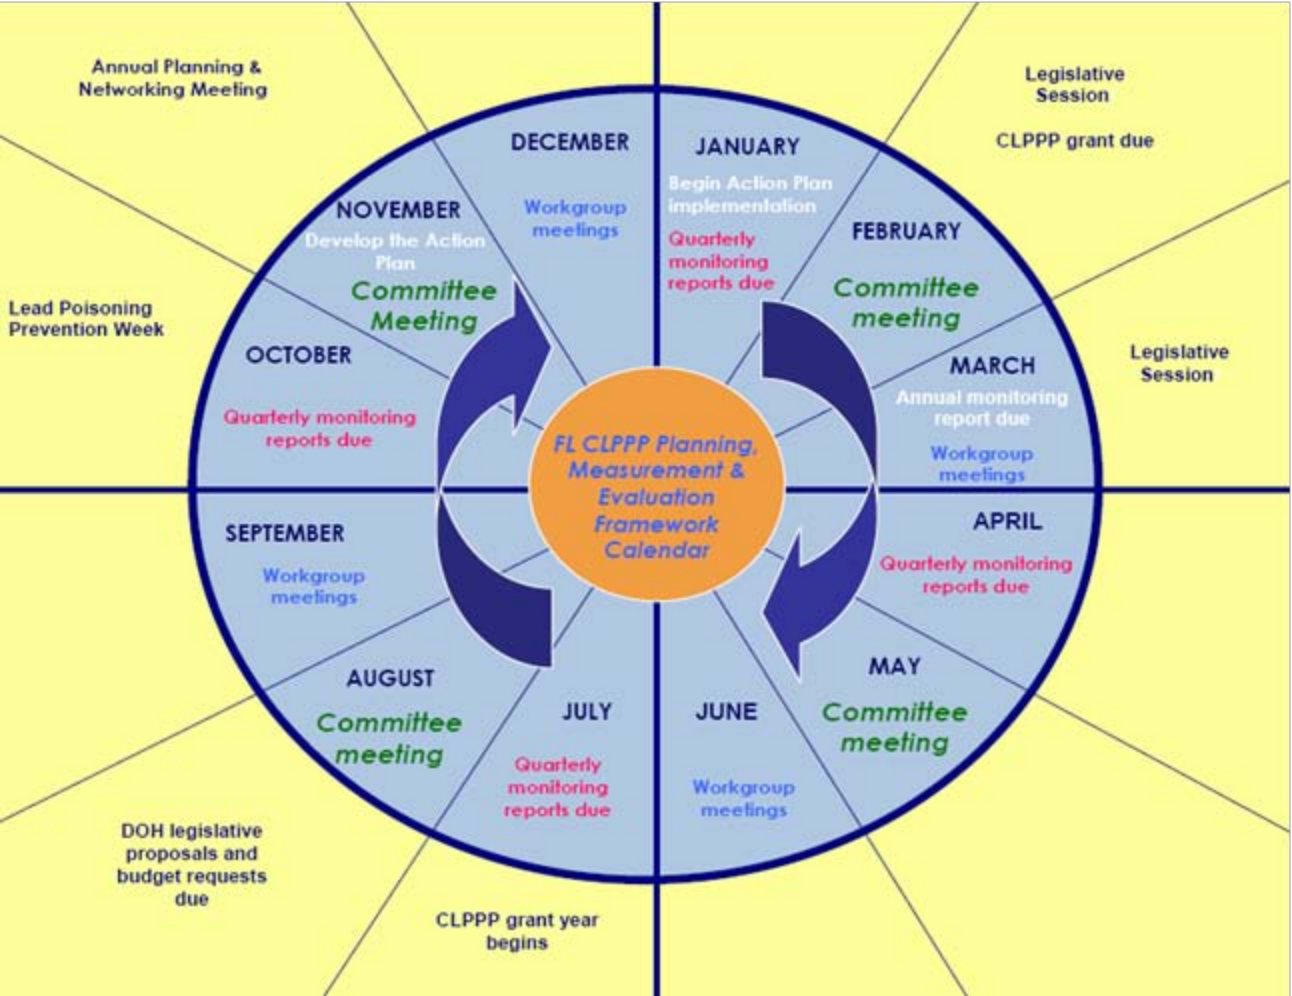 Annual Planning &
Networking Meeting
Legislative
Session
CLPPP grant due
DECEMBER
Workgroup
meetings
JANUARY
Begin Action Plan
implementation
Quarterly
monitoring
reports due
NOVEMBER
Develop the Action
Plan
Committee
Meeting
FEBRUARY
Committee
meeting
Lead Poisoning
Prevention Week
OCTOBER
Quarterly monitoring
reports due
MARCH
Annual monitoring
report due
Workgroup
meetings
Legislative
Session
FL CLPPP Planning,
Measurement &
Evaluation
Framework
Calendar
SEPTEMBER
Workgroup
meetings
APRIL
Quarterly monitoring
reports due
AUGUST
Committee
meeting
JULY
Quarterly
monitoring
reports due
JUNE
Workgroup
meetings
MAY
Committee
meeting
DOH legislative
proposals and
budget requests
due
CLPPP grant year
begins